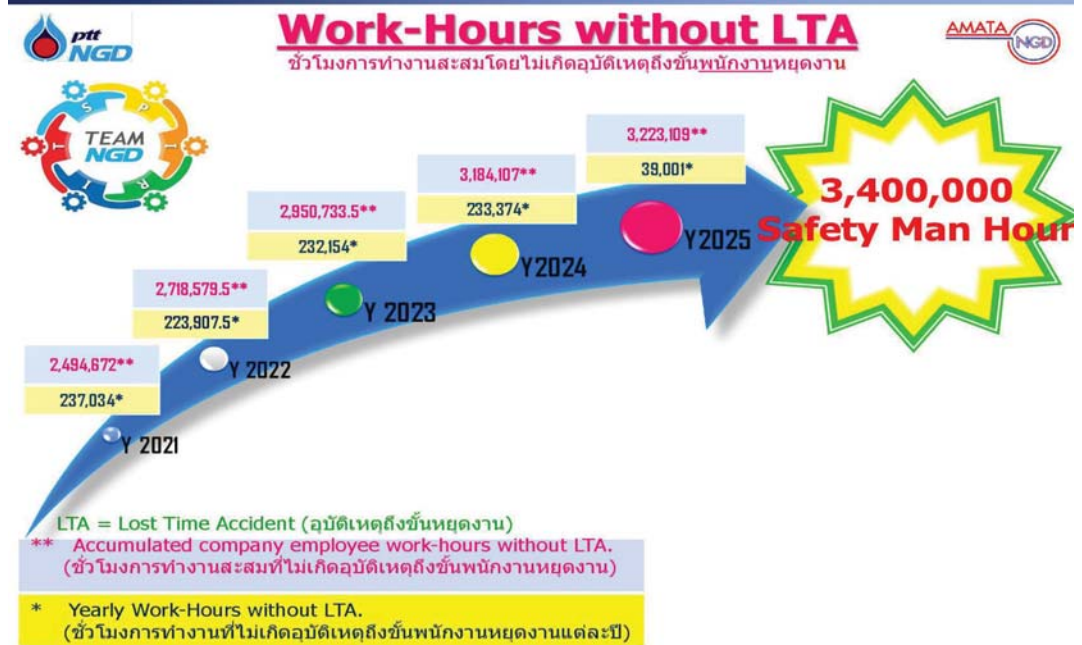 ptt
NGD
Work-Hours without LTA
ชั่วโมงการทำงานสะสมโดยไม่เกิดอุบัติเหตุถึงขั้นพนักงานหยุดงาน
AMATA
NGD
S P I R I T
TEAM
NGD
3,223,109**
39,001*
3,184,107**
233,374*
2,950,733.5**
232,154*
2,718,579.5**
223,907.5*
2,494,672**
237,034*
Y 2021
Y 2022
Y 2023
Y2024
Y2025
3,400,000
Safety Man Hour
LTA = Lost Time Accident (อุบัติเหตุถึงขั้นหยุดงาน)
** Accumulated company employee work-hours without LTA.
(ชั่วโมงการทำงานสะสมที่ไม่เกิดอุบัติเหตุถึงขั้นพนักงานหยุดงาน)
* Yearly Work-Hours without LTA.
(ชั่วโมงการทำงานที่ไม่เกิดอุบัติเหตุถึงขั้นพนักงานหยุดงานแต่ละปี)